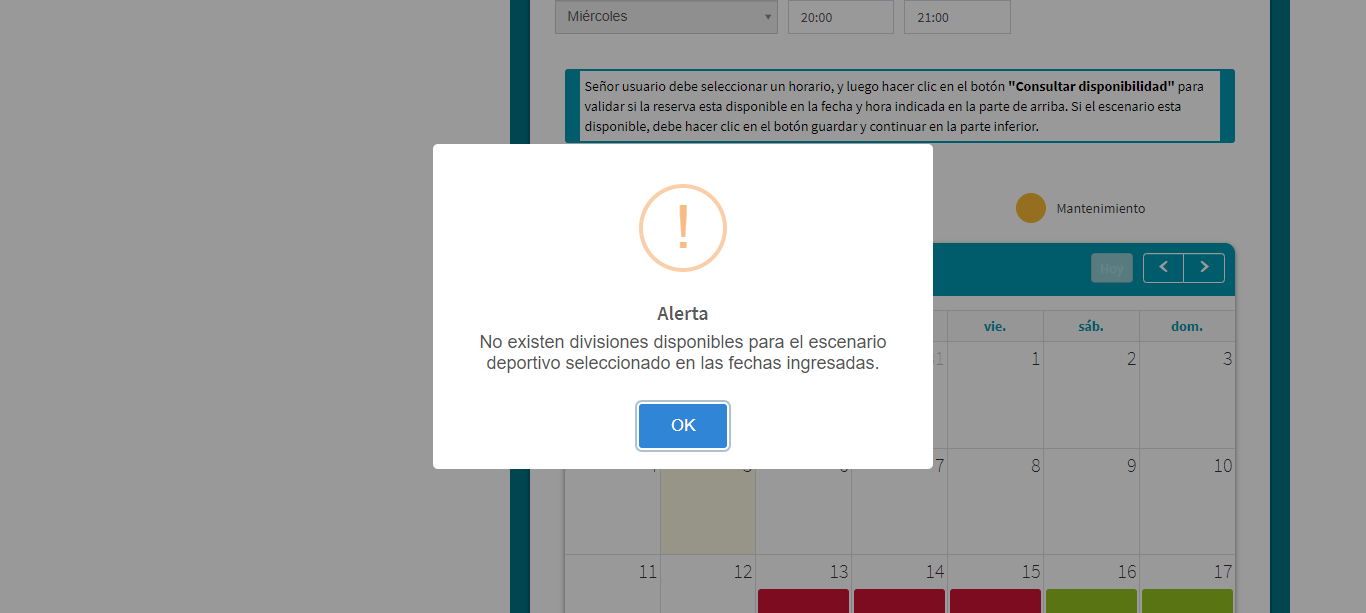 Miércoles 20:00 21:00
Señor usuario debe seleccionar un horario, y luego hacer clic en el botón "Consultar disponibilidad" para
validar si la reserva esta disponible en la fecha y hora indicada en la parte de arriba. Si el escenario esta
disponible, debe hacer clic en el botón guardar y continuar en la parte inferior.
Mantenimiento
Hoy < >
!
Alerta
No existen divisiones disponibles para el escenario
deportivo seleccionado en las fechas ingresadas.
OK
vie. sáb. dom.
1 2 3
7 8 9 10
11 12 13 14 15 16 17